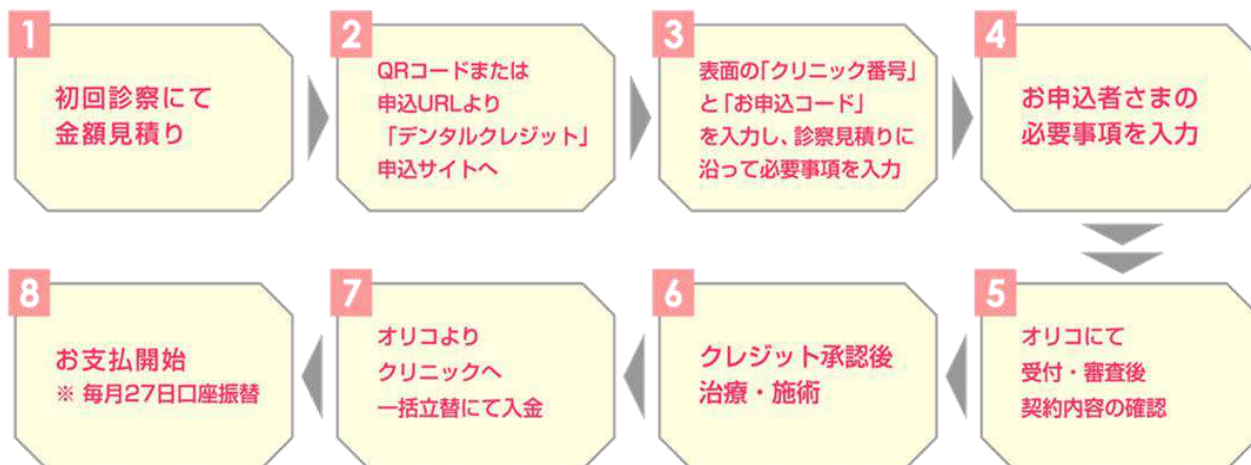 1
初回診察にて
金額見積り
2
QRコードまたは
申込URLより
「デンタルクレジット」
申込サイトへ
3
表面の「クリニック番号」
と「お申込コード」
を入力し、診察見積りに
沿って必要事項を入力
4
お申込者さまの
必要事項を入力
5
オリコにて
受付・審査後
契約内容の確認
6
クレジット承認後
治療・施術
7
オリコより
クリニックへ
一括立替にて入金
8
お支払開始
※ 毎月27日口座振替